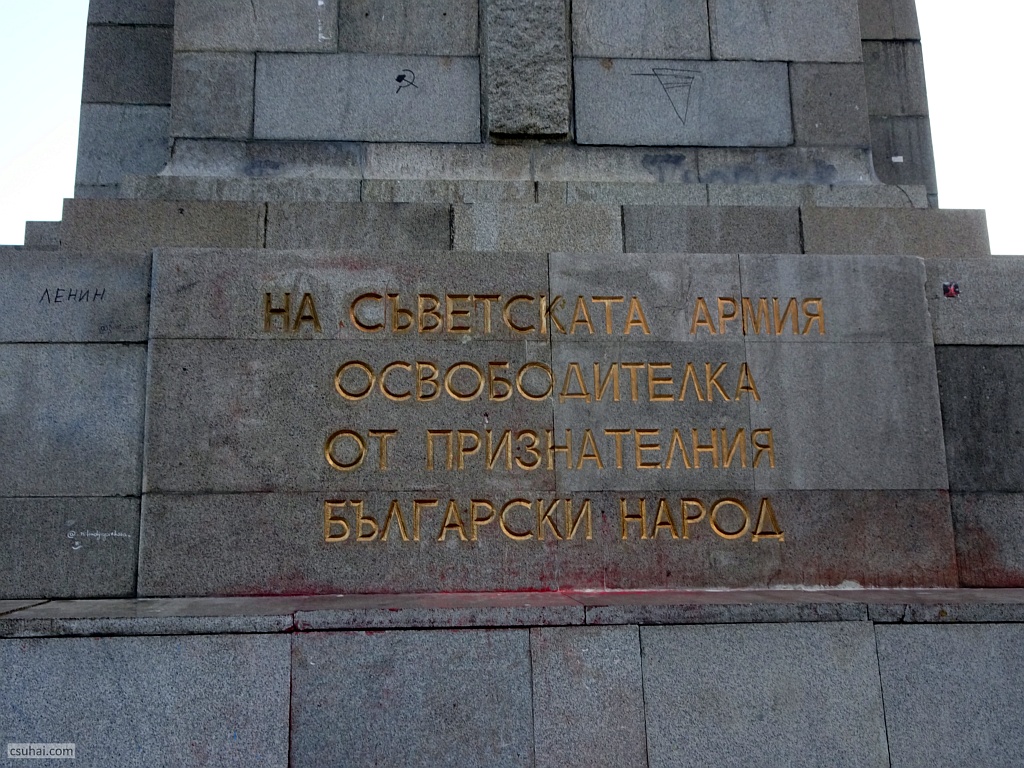 ЛЕНИН
НА СЪВЕТСКАТА АРМИЯ
ОСВОБОДИТЕЛКА
ОТ ПРИЗНАТЕЛНИЯ
БЪЛГАРСКИ НАРОД
csuhai.com